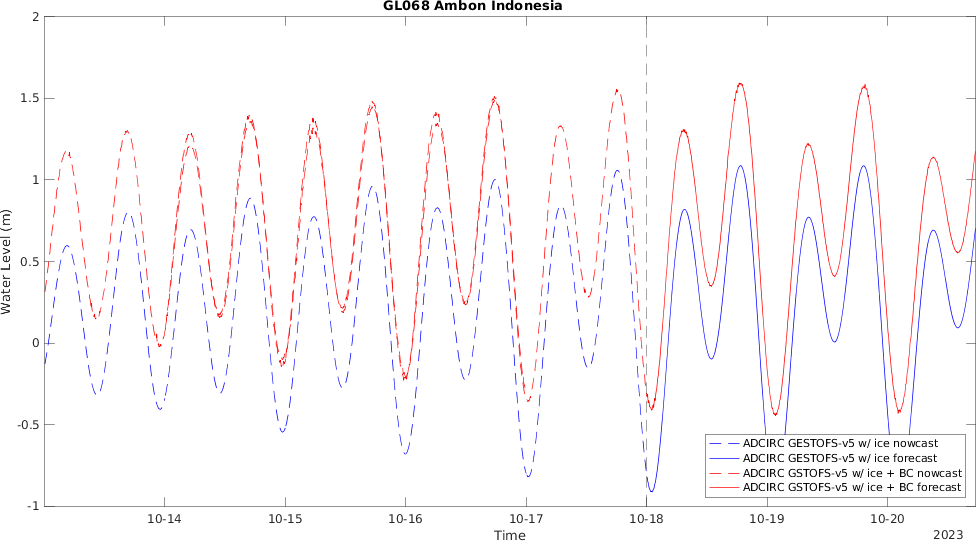 GL068 Ambon Indonesia
Water Level (m)
2
1.5
1
0.5
0
-0.5
-1
ADCIRC GESTOFS-v5 w/ ice nowcast
ADCIRC GESTOFS-v5 w/ ice forecast
ADCIRC GSTOFS-v5 w/ ice + BC nowcast
ADCIRC GSTOFS-v5 w/ ice + BC forecast
10-14 10-15 10-16 10-17 10-18 10-19 10-20
Time
2023